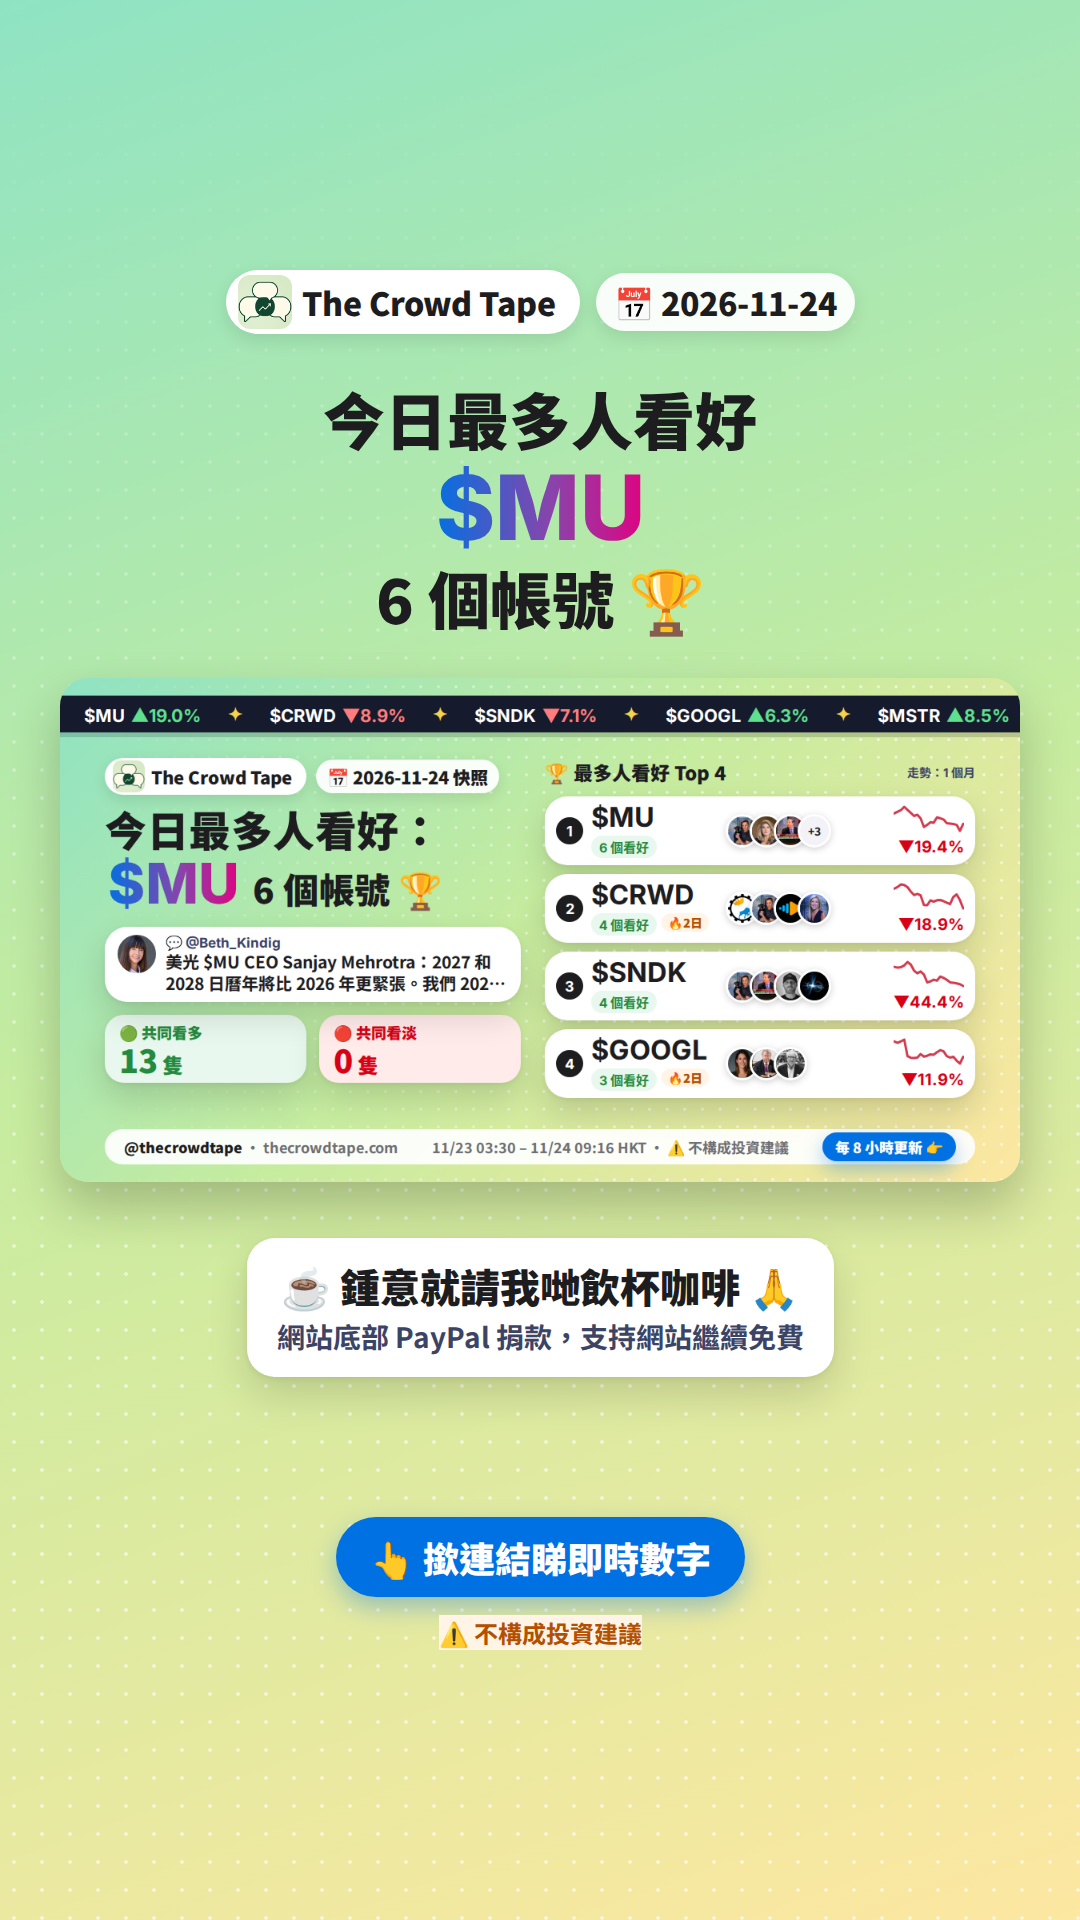 The Crowd Tape
📅 2026-11-24
今日最多人看好
$MU
6 個帳號 🏆
$MU ▲19.0% ✦ $CRWD ▼8.9% ✦ $SNDK ▼7.1% ✦ $GOOGL ▲6.3% ✦ $MSTR ▲8.5%
The Crowd Tape
📅 2026-11-24 快照
今日最多人看好：
$MU 6 個帳號 🏆
💬 @Beth_Kindig
美光 $MU CEO Sanjay Mehrotra：2027 和
2028 日曆年將比 2026 年更緊張。我們 202…
🟢 共同看多
13 隻
🔴 共同看淡
0 隻
🏆 最多人看好 Top 4
走勢：1 個月
1
$MU
6 個看好
+3
▼19.4%
2
$CRWD
4 個看好
🔥2日
▼18.9%
3
$SNDK
4 個看好
▼44.4%
4
$GOOGL
3 個看好
🔥2日
▼11.9%
@thecrowdtape · thecrowdtape.com
11/23 03:30 – 11/24 09:16 HKT · ⚠️ 不構成投資建議
每 8 小時更新 👉
☕ 鍾意就請我哋飲杯咖啡 🙏
網站底部 PayPal 捐款，支持網站繼續免費
👆 撳連結睇即時數字
⚠️ 不構成投資建議